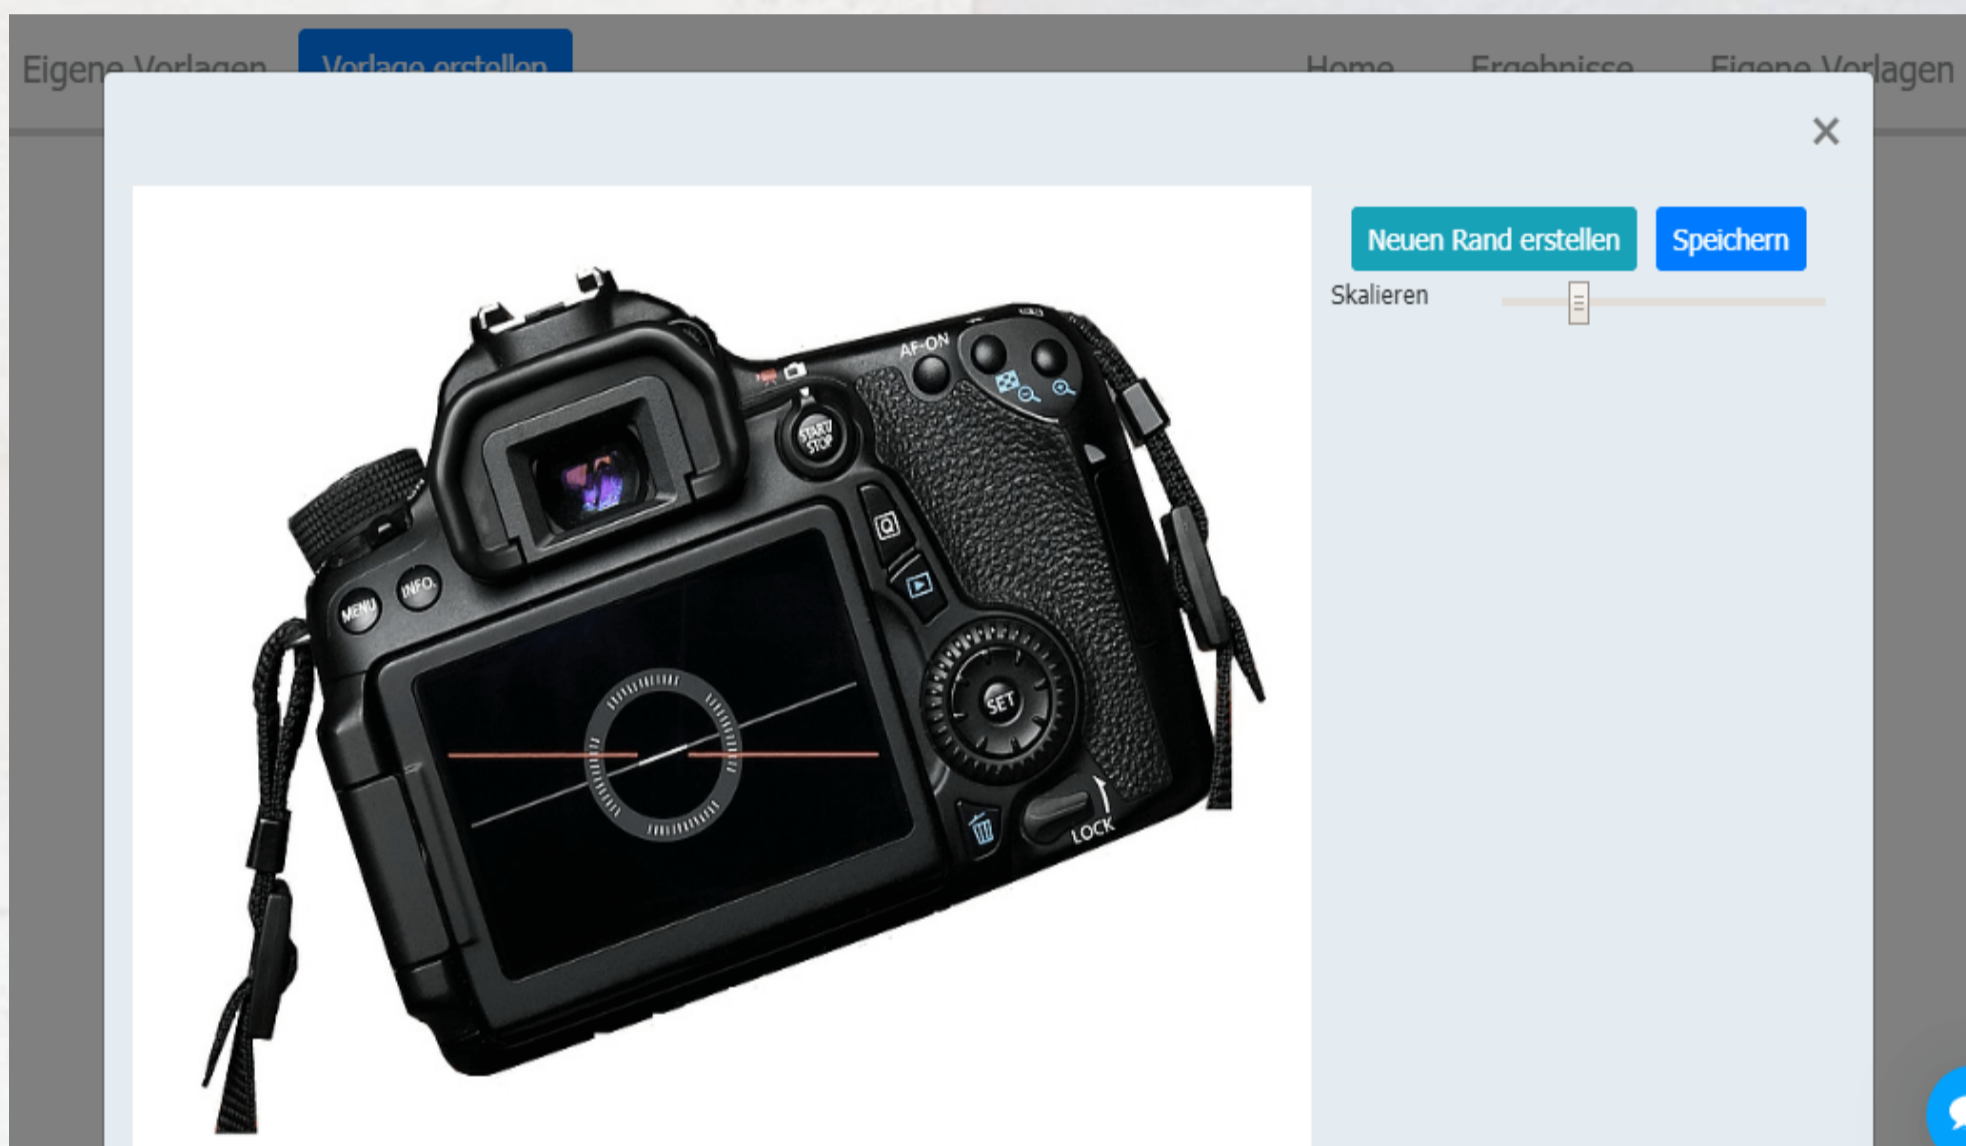 Eigene Vorlagen
Vorlage erstellen
Home
Ergebnisse
Eigene Vorlagen
×
Neuen Rand erstellen
Speichern
Skalieren
AF-ON
START/
STOP
Q
INFO.
MENU
SET
LOCK